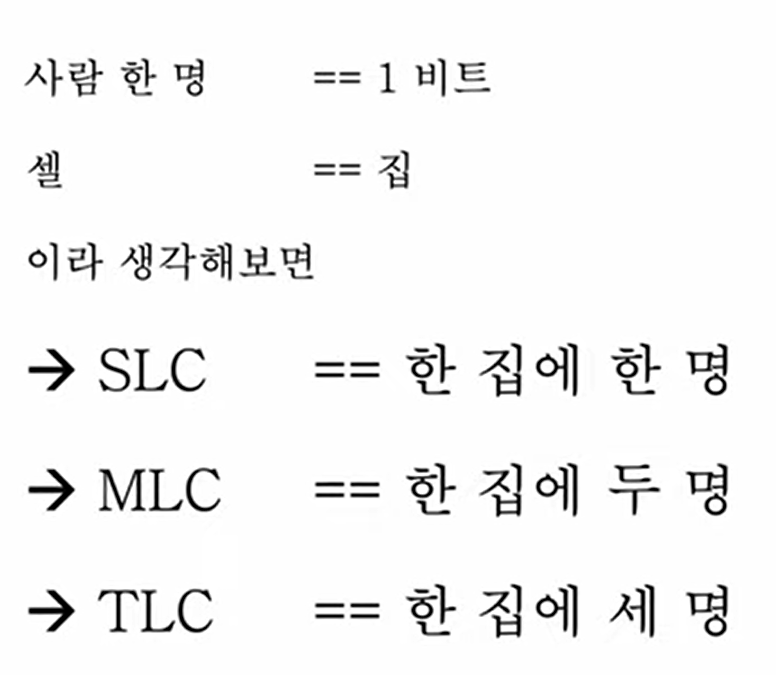 사람 한 명 == 1 비트
셀 == 집
이라 생각해보면
→ SLC == 한 집에 한 명
→ MLC == 한 집에 두 명
→ TLC == 한 집에 세 명